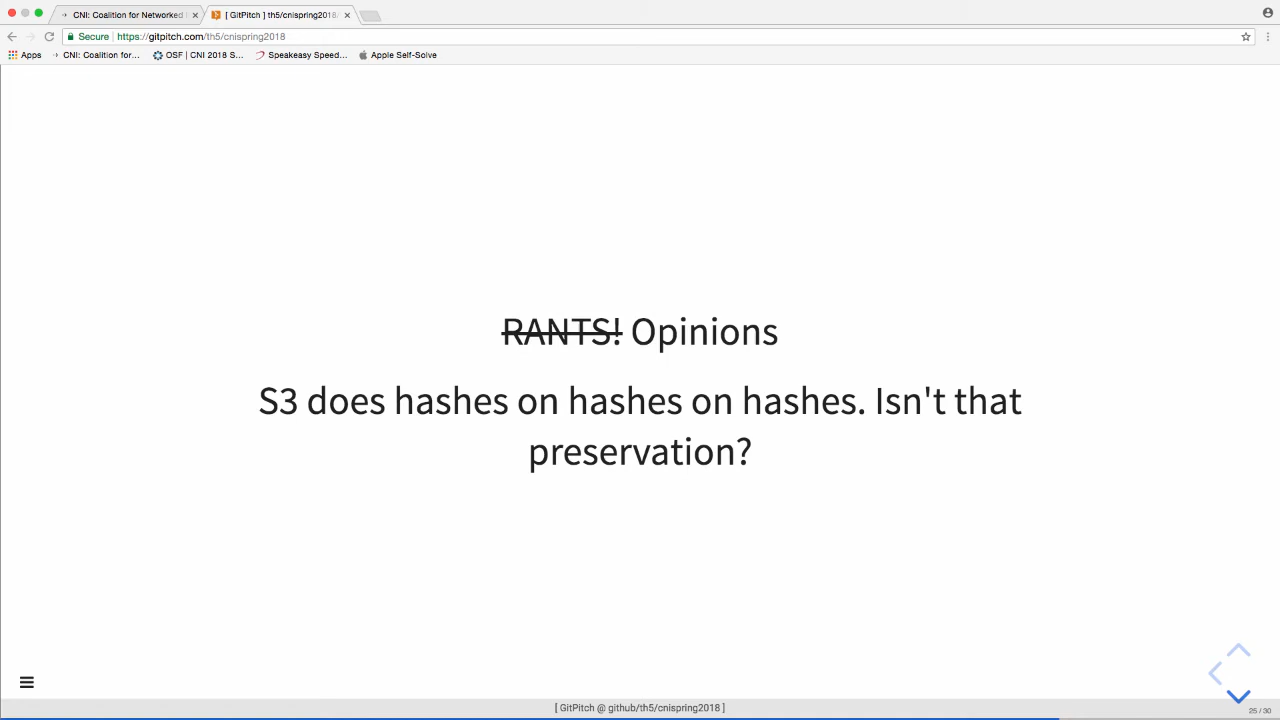 CNI: Coalition for Networked
[ GitPitch ] th5/cnispring2018
Secure https://gitpitch.com/th5/cnispring2018
Apps CNI: Coalition for... OSF | CNI 2018 S... Speakeasy Speed... Apple Self-Solve
RANTS! Opinions
S3 does hashes on hashes on hashes. Isn't that
preservation?
[ GitPitch @ github/th5/cnispring2018 ]
25 / 30